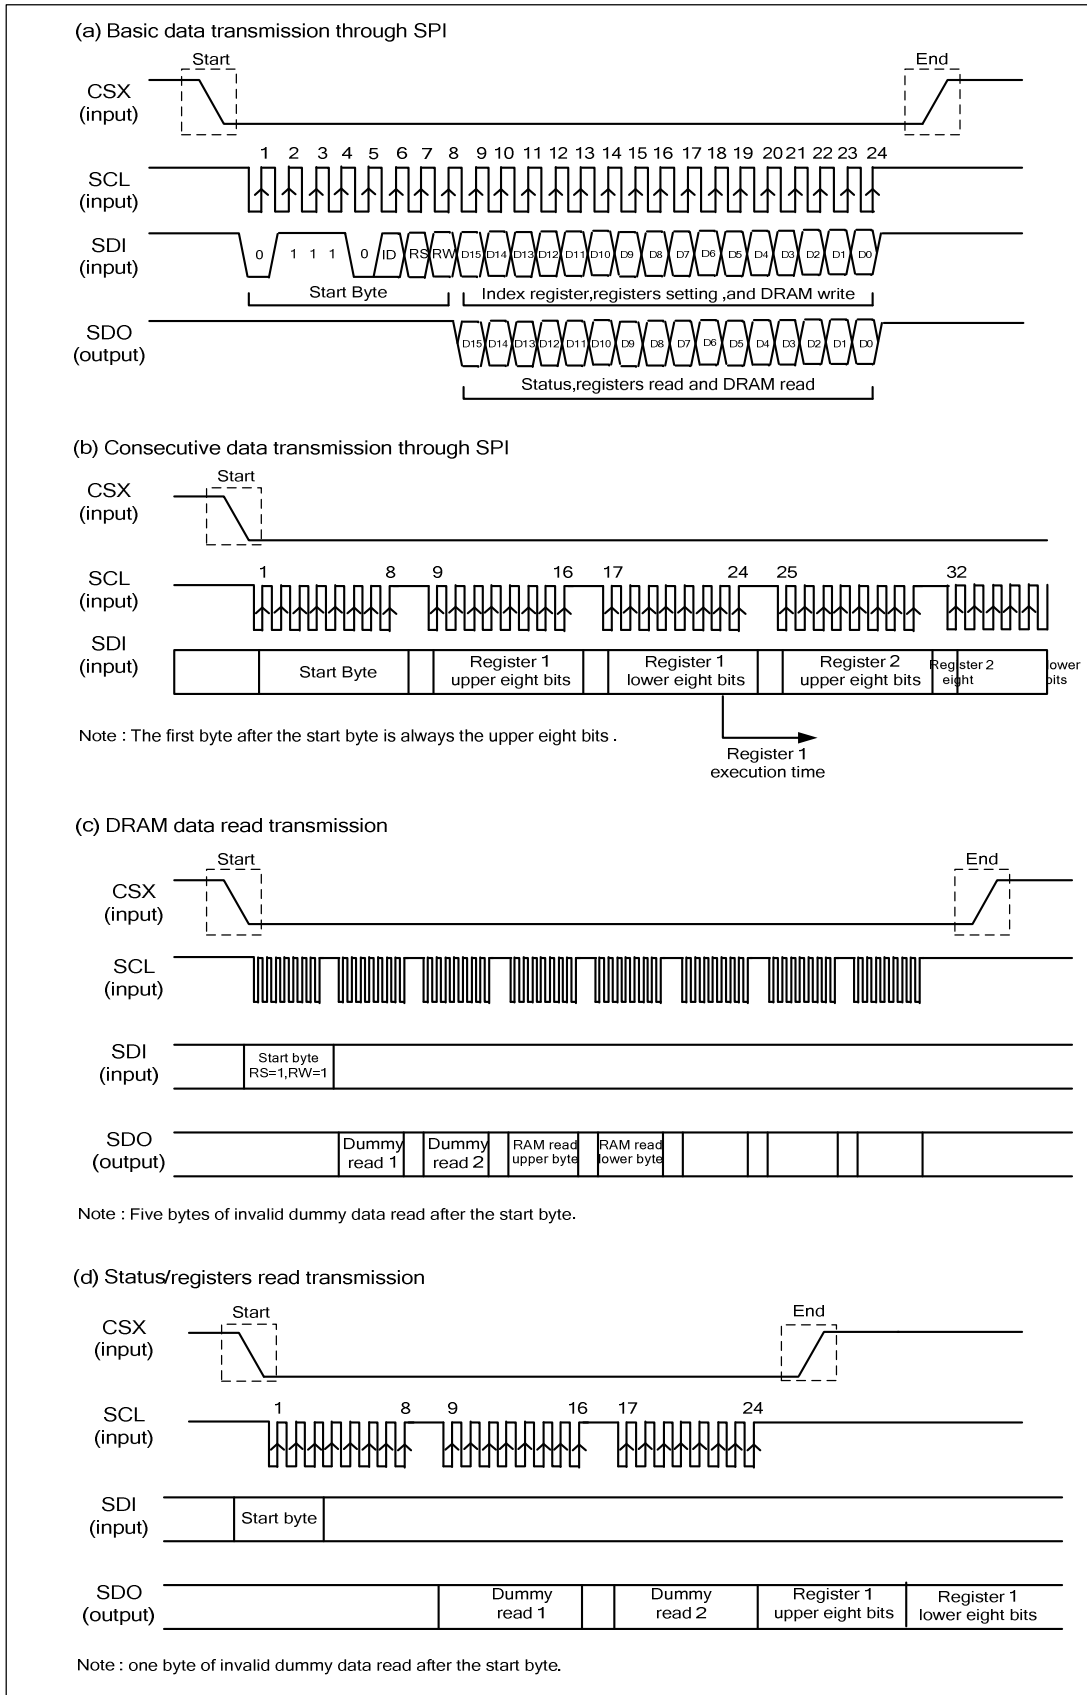 (a) Basic data transmission through SPI
Start
End
CSX
(input)
1 2 3 4 5 6 7 8 9 10 11 12 13 14 15 16 17 18 19 20 21 22 23 24
SCL
(input)
SDI
(input)
0 1 1 1 0 ID RS RW D15 D14 D13 D12 D11 D10 D9 D8 D7 D6 D5 D4 D3 D2 D1 D0
Start Byte
Index register,registers setting ,and DRAM write
SDO
(output)
D15 D14 D13 D12 D11 D10 D9 D8 D7 D6 D5 D4 D3 D2 D1 D0
Status,registers read and DRAM read
(b) Consecutive data transmission through SPI
Start
CSX
(input)
1 8 9 16 17 24 25 32
SCL
(input)
SDI
(input)
Start Byte
Register 1
upper eight bits
Register 1
lower eight bits
Register 2
upper eight bits
Register 2
eight
lower
bits
Note : The first byte after the start byte is always the upper eight bits .
Register 1
execution time
(c) DRAM data read transmission
Start
End
CSX
(input)
SCL
(input)
SDI
(input)
Start byte
RS=1,RW=1
SDO
(output)
Dummy
read 1
Dummy
read 2
RAM read
upper byte
RAM read
lower byte
Note : Five bytes of invalid dummy data read after the start byte.
(d) Status/registers read transmission
Start
End
CSX
(input)
1 8 9 16 17 24
SCL
(input)
SDI
(input)
Start byte
SDO
(output)
Dummy
read 1
Dummy
read 2
Register 1
upper eight bits
Register 1
lower eight bits
Note : one byte of invalid dummy data read after the start byte.